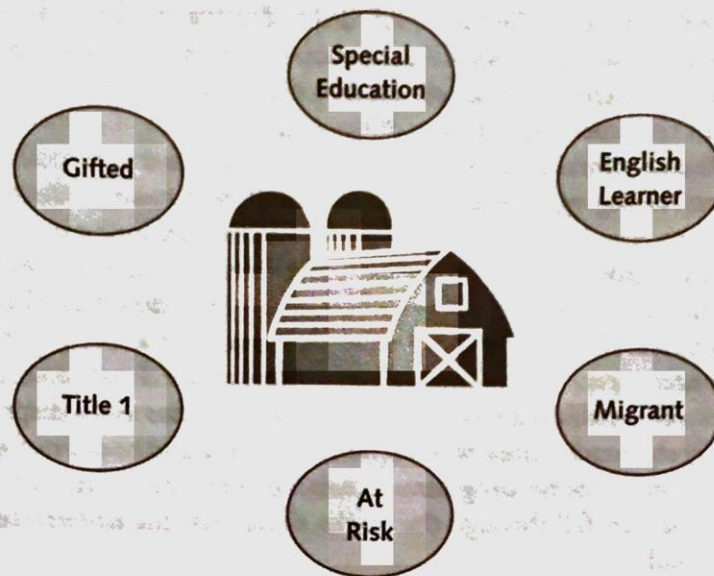 Special
Education
Gifted
English
Learner
Title 1
Migrant
At
Risk